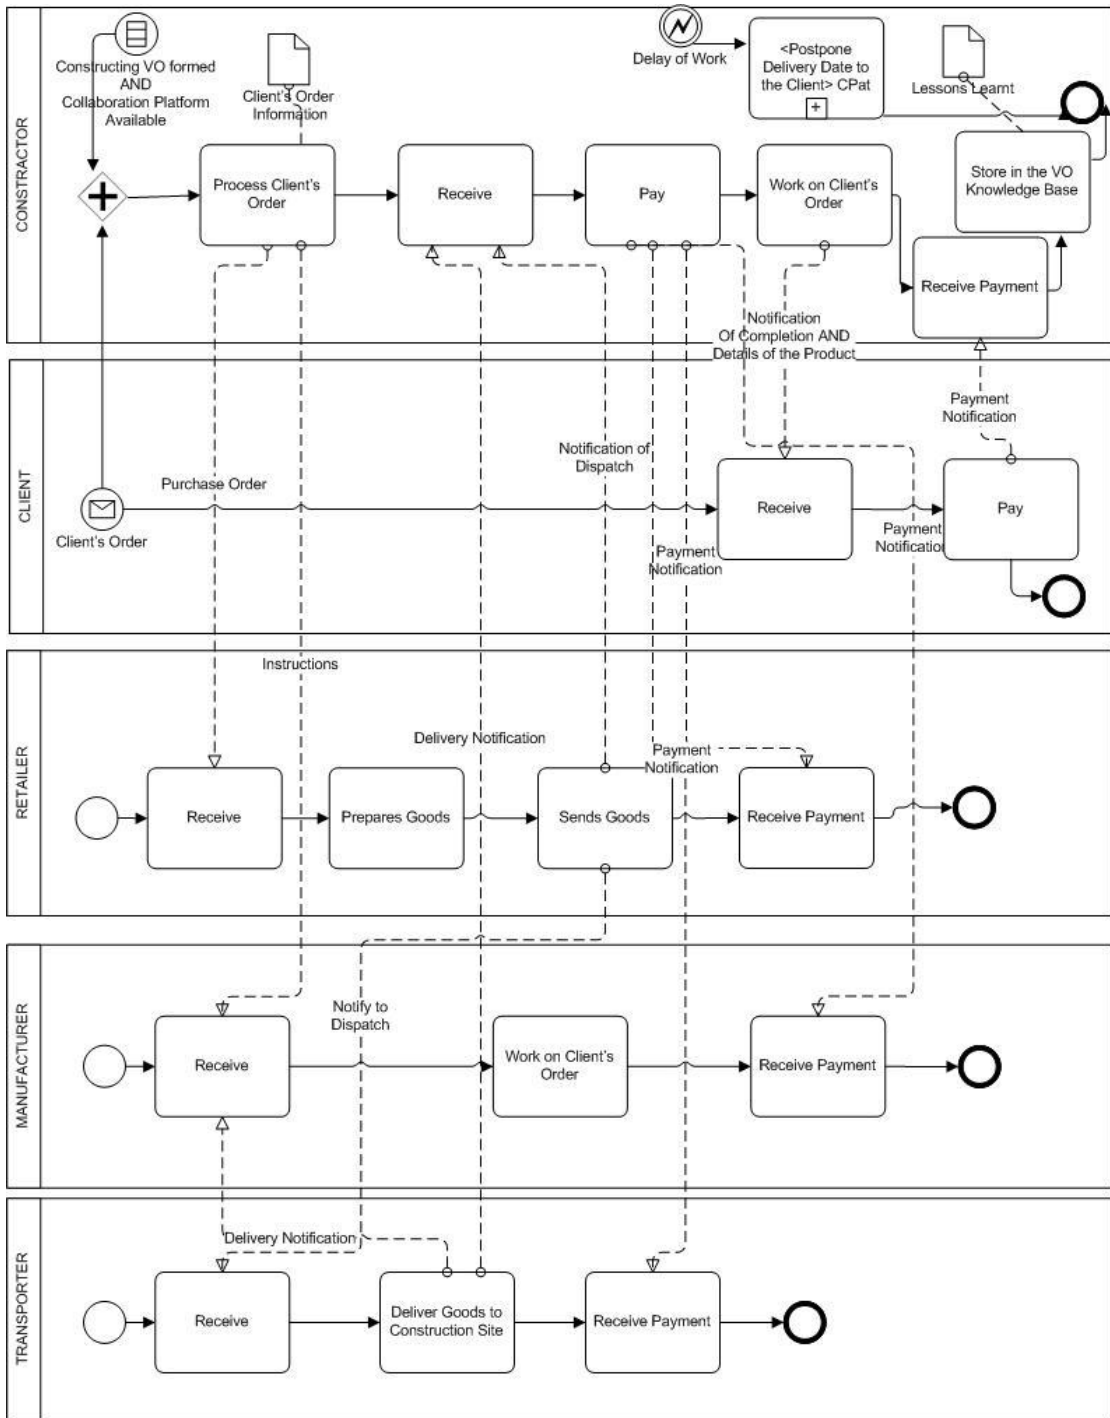 CONSTRACTOR
Constructing VO formed
AND
Collaboration Platform
Available
Client's Order
Information
Delay of Work
<Postpone
Delivery Date to
the Client> CPat
Lessons Learnt
Process Client's
Order
Receive
Pay
Work on Client's
Order
Store in the VO
Knowledge Base
Receive Payment
Notification
Of Completion AND
Details of the Product
CLIENT
Client's Order
Purchase Order
Notification of
Dispatch
Payment
Notification
Receive
Payment
Notification
Pay
Payment
Notification
RETAILER
Instructions
Delivery Notification
Payment
Notification
Receive
Prepares Goods
Sends Goods
Receive Payment
MANUFACTURER
Notify to
Dispatch
Receive
Work on Client's
Order
Receive Payment
TRANSPORTER
Delivery Notification
Receive
Deliver Goods to
Construction Site
Receive Payment